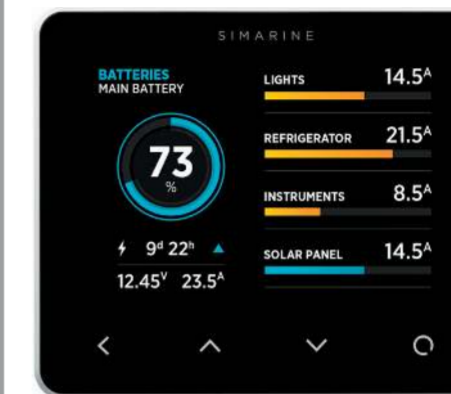 SIMARINE
BATTERIES
MAIN BATTERY
73
%
9d 22h
12.45V 23.5A
LIGHTS 14.5A
REFRIGERATOR 21.5A
INSTRUMENTS 8.5A
SOLAR PANEL 14.5A